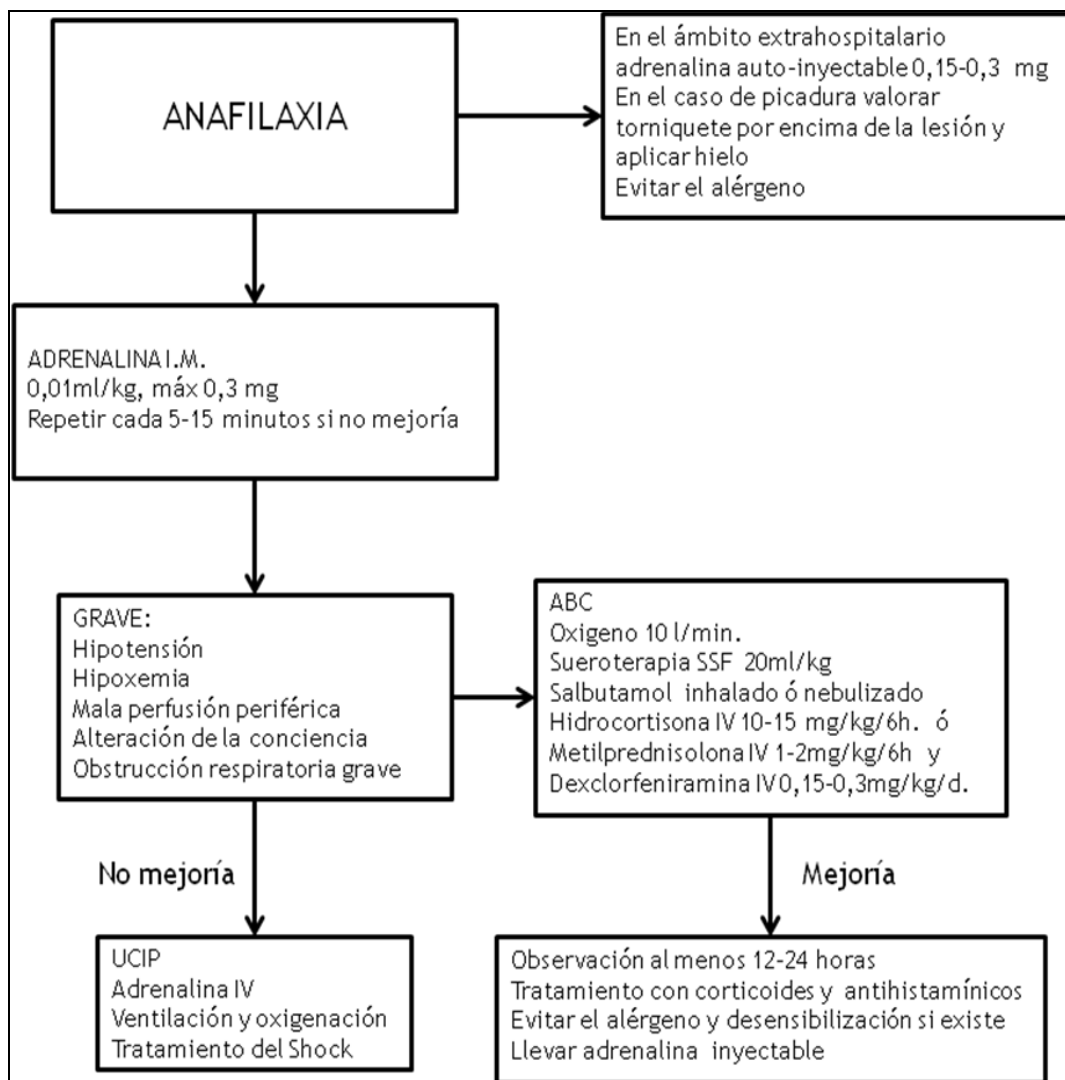 ANAFILAXIA
En el ámbito extrahospitalario
adrenalina auto-inyectable 0,15-0,3 mg
En el caso de picadura valorar
torniquete por encima de la lesión y
aplicar hielo
Evitar el alérgeno
ADRENALINA I.M.
0,01ml/kg, máx 0,3 mg
Repetir cada 5-15 minutos si no mejoría
GRAVE:
Hipotensión
Hipoxemia
Mala perfusión periférica
Alteración de la conciencia
Obstrucción respiratoria grave
ABC
Oxigeno 10 l/min.
Sueroterapia SSF 20ml/kg
Salbutamol inhalado ó nebulizado
Hidrocortisona IV 10-15 mg/kg/6h. ó
Metilprednisolona IV 1-2mg/kg/6h y
Dexclorfeniramina IV 0,15-0,3mg/kg/d.
No mejoría
Mejoría
UCIP
Adrenalina IV
Ventilación y oxigenación
Tratamiento del Shock
Observación al menos 12-24 horas
Tratamiento con corticoides y antihistamínicos
Evitar el alérgeno y desensibilización si existe
Llevar adrenalina inyectable